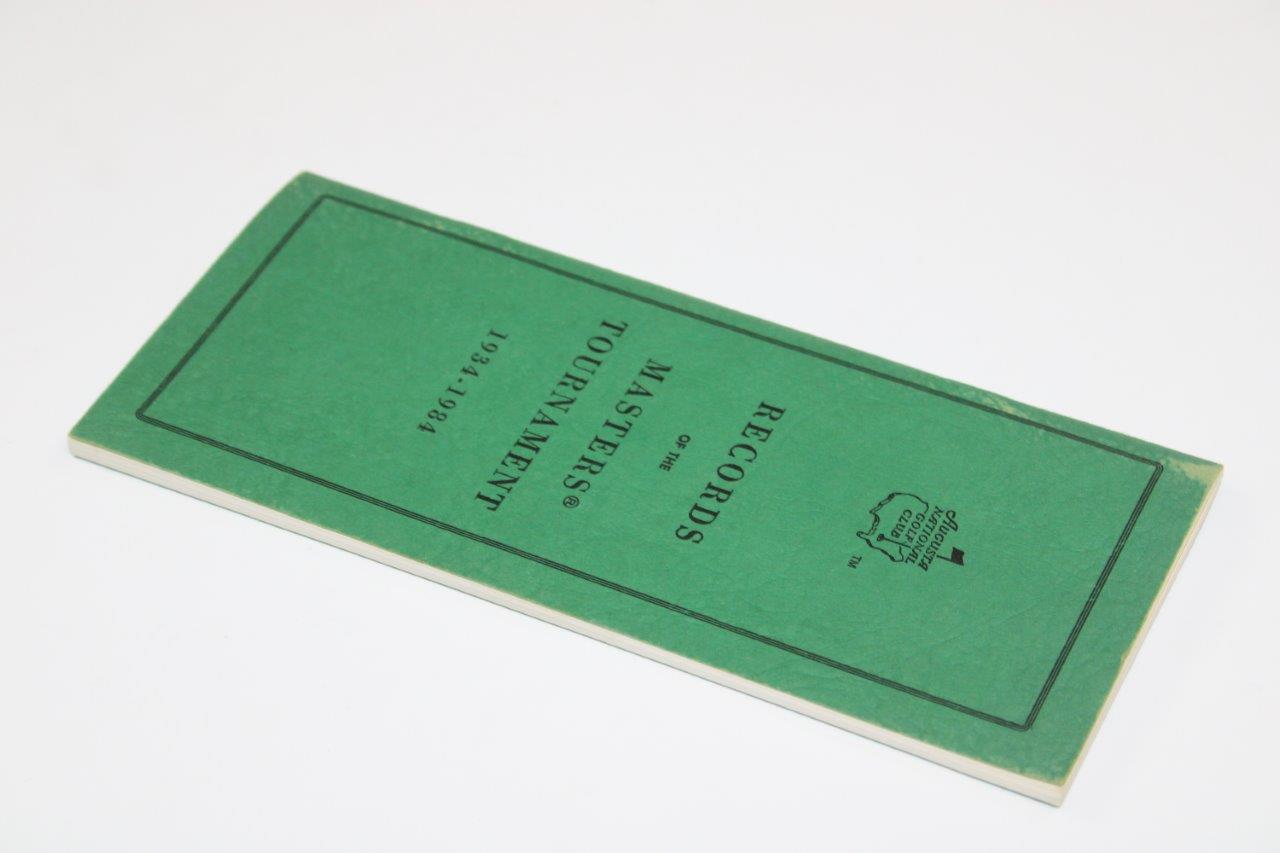 Augusta
NATIONAL
GOLF
CLUB
TM
RECORDS
OF THE
MASTERS®
TOURNAMENT
1934-1984